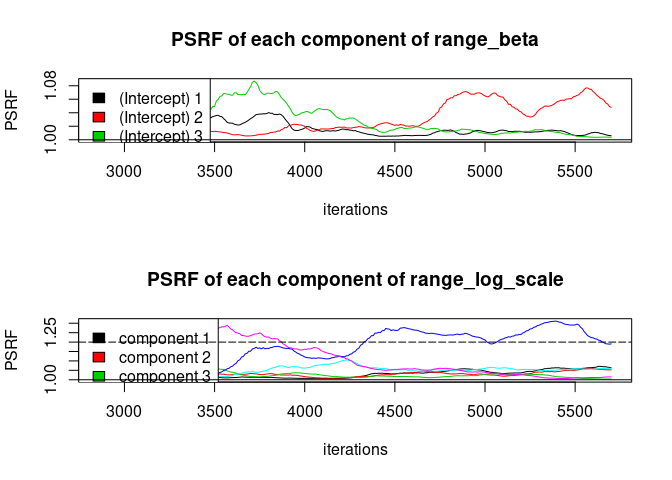 PSRF of each component of range_beta
PSRF
1.00 1.08
(Intercept) 1
(Intercept) 2
(Intercept) 3
3000 3500 4000 4500 5000 5500
iterations
PSRF of each component of range_log_scale
PSRF
1.00 1.25
component 1
component 2
component 3
3000 3500 4000 4500 5000 5500
iterations